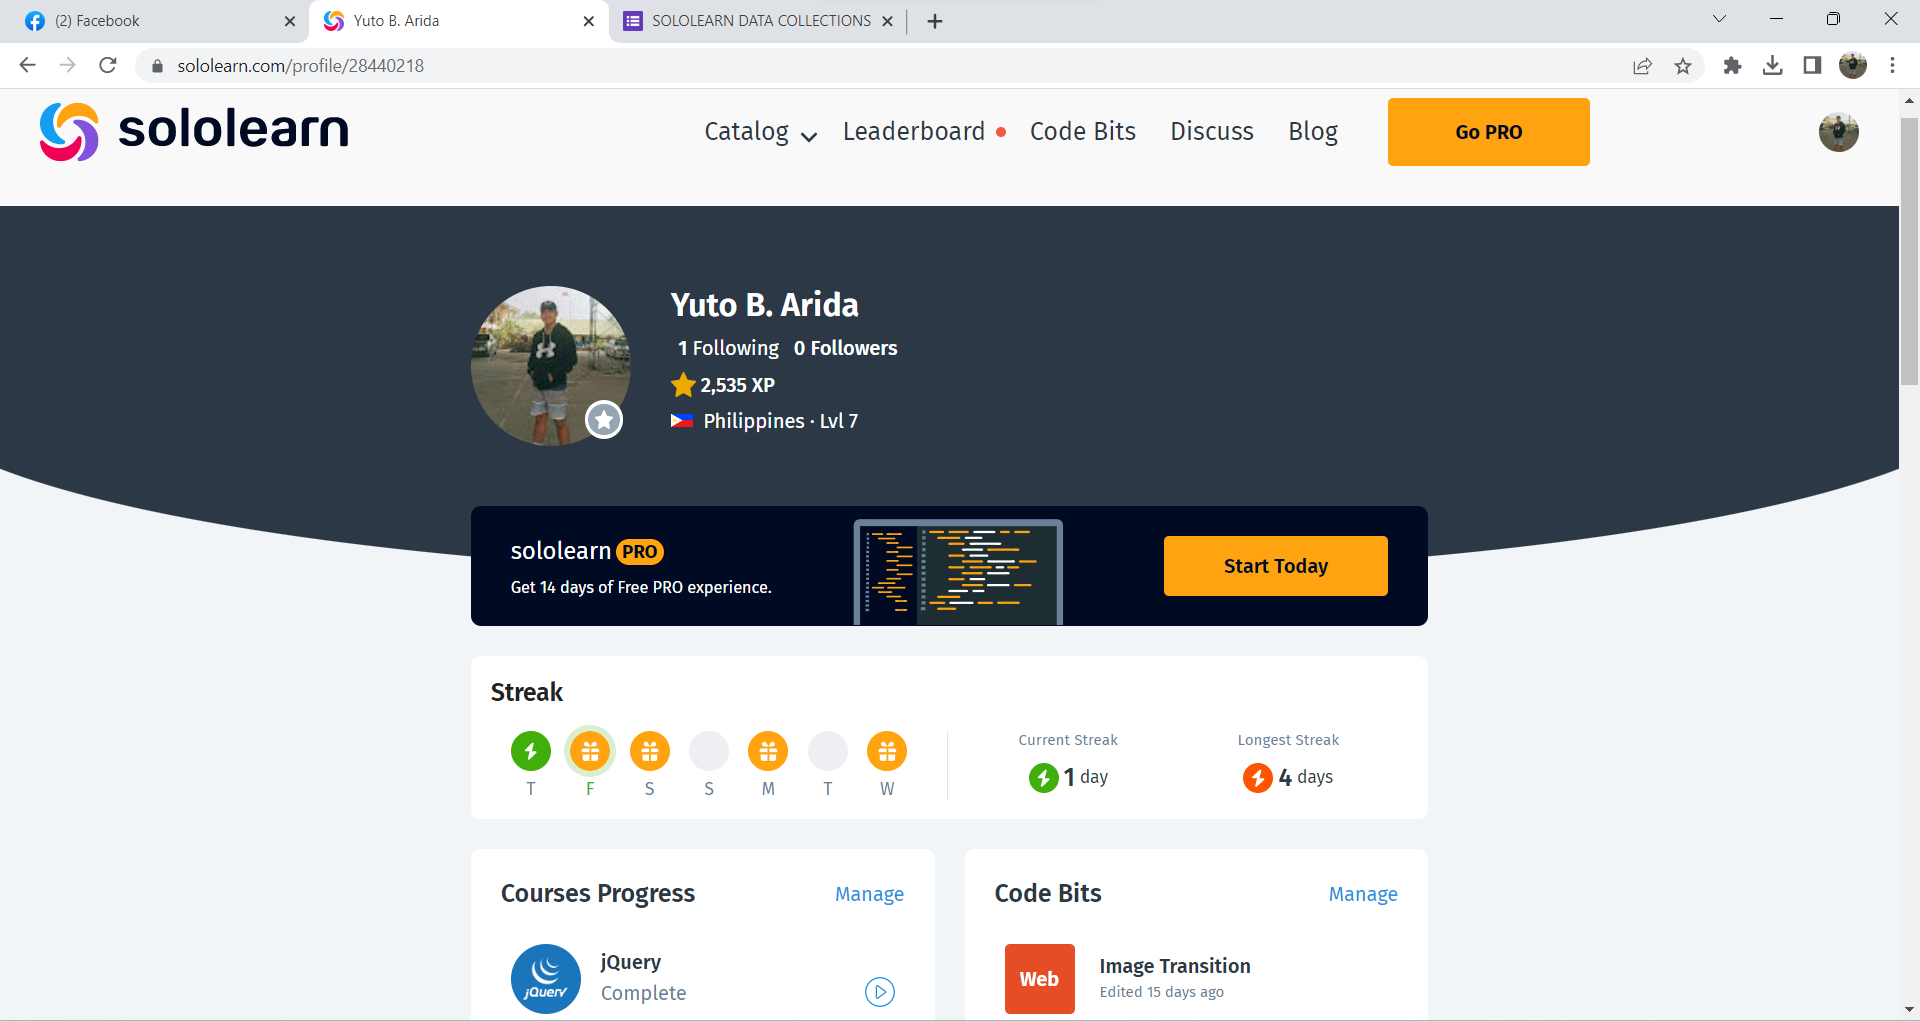 (2) Facebook
Yuto B. Arida
SOLOLEARN DATA COLLECTIONS
sololearn.com/profile/28440218
sololearn
Catalog
Leaderboard
Code Bits
Discuss
Blog
Go PRO
Yuto B. Arida
1 Following 0 Followers
2,535 XP
Philippines · Lvl 7
sololearn PRO
Get 14 days of Free PRO experience.
Start Today
Streak
T F S S M T W
Current Streak
1 day
Longest Streak
4 days
Courses Progress
Manage
jQuery
jQuery
Complete
Code Bits
Manage
Web
Image Transition
Edited 15 days ago